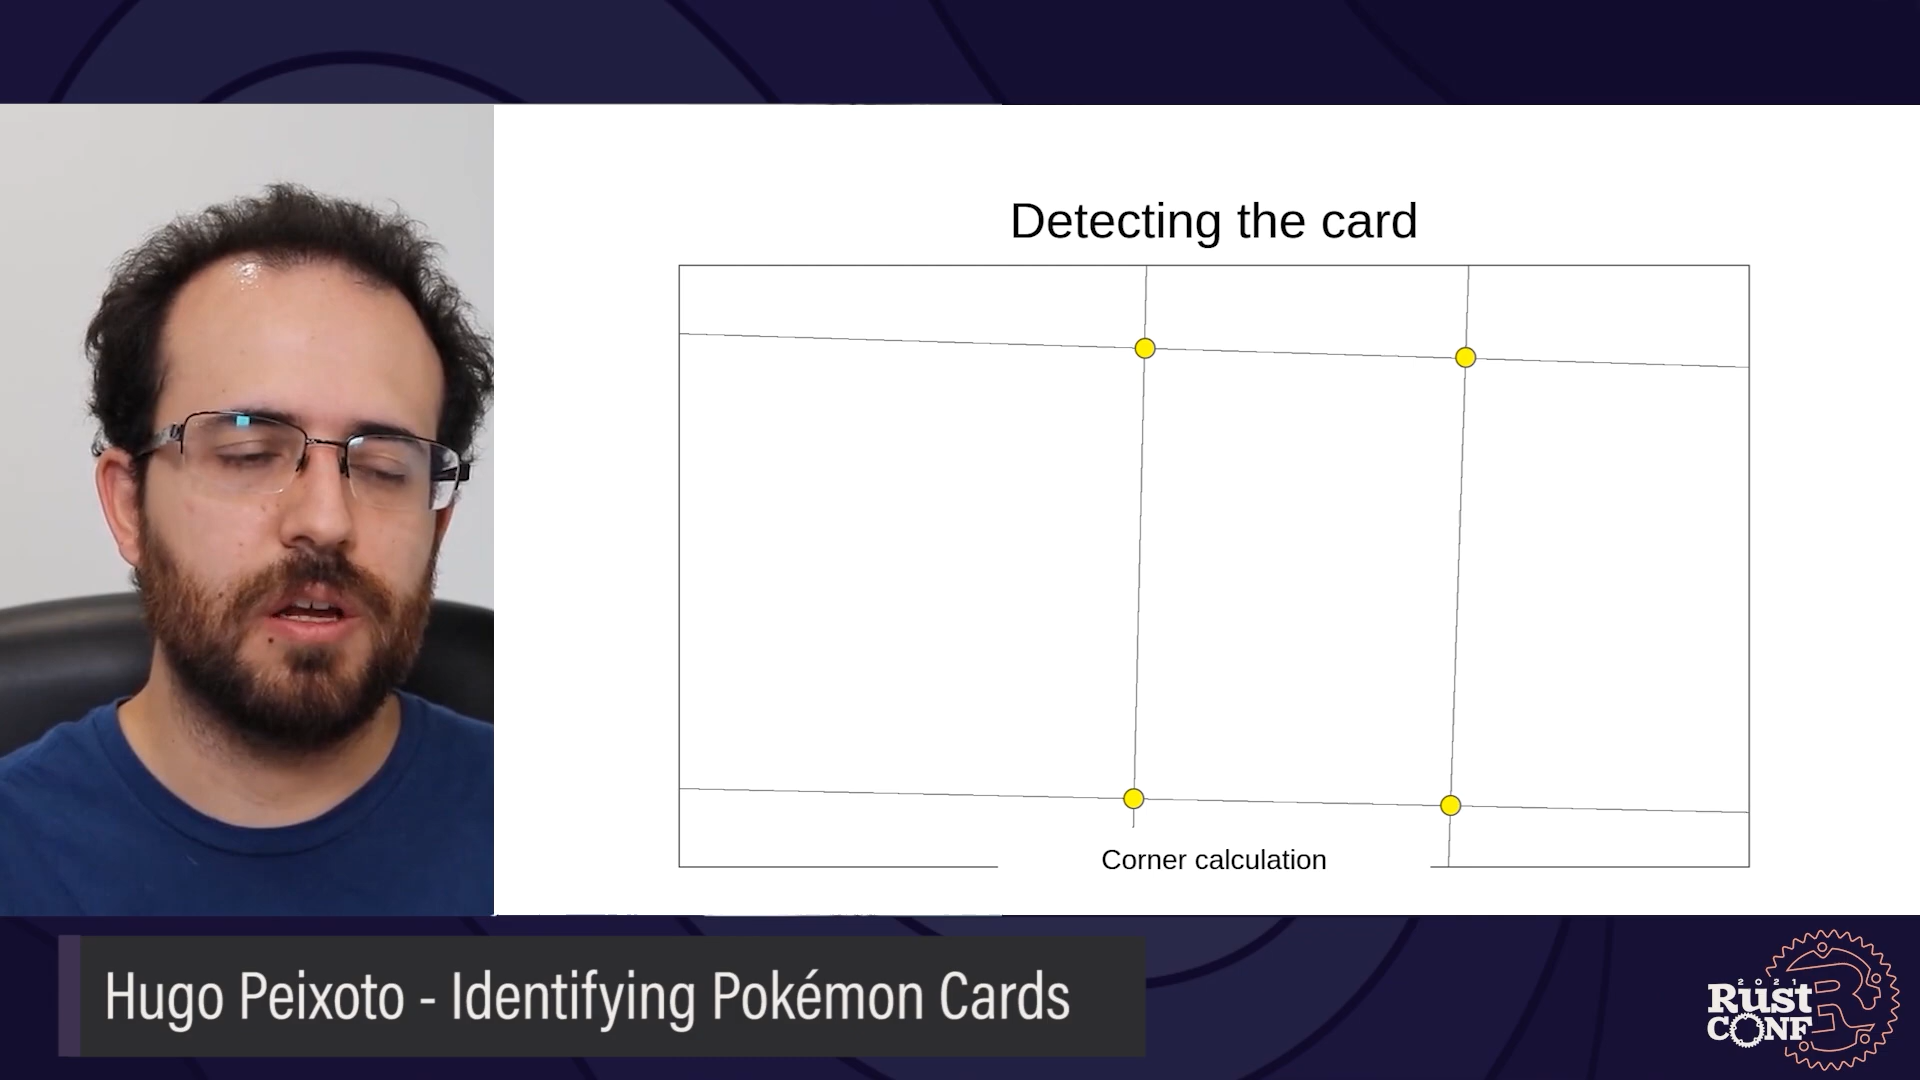 Detecting the card
Corner calculation
Hugo Peixoto - Identifying Pokémon Cards
2021
Rust
CONF